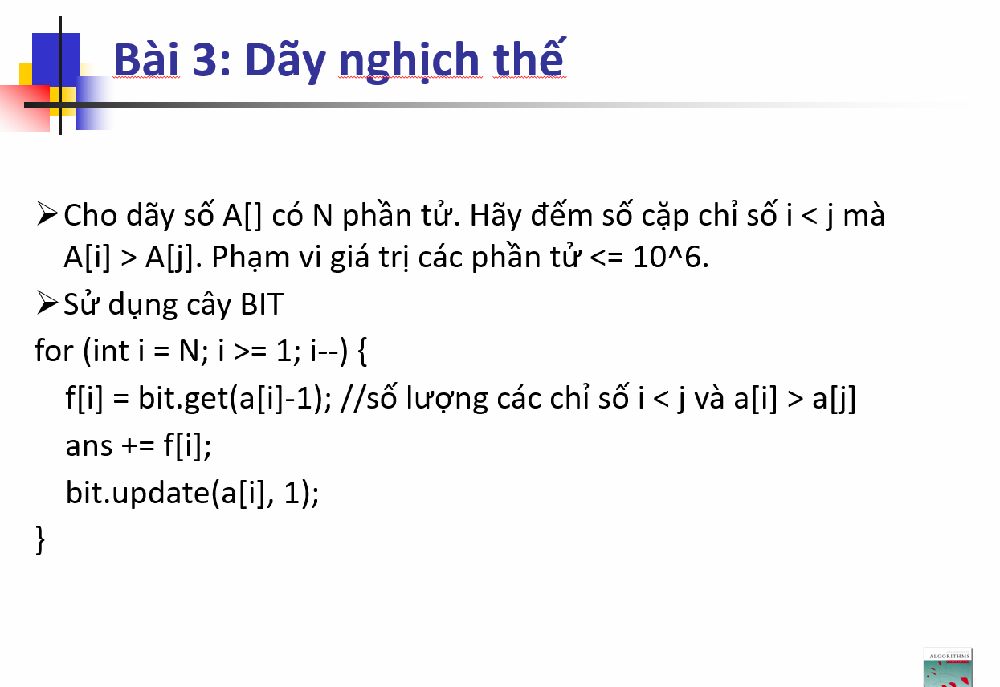 Bài 3: Dãy nghịch thế
Cho dãy số A[] có N phần tử. Hãy đếm số cặp chỉ số i < j mà
A[i] > A[j]. Phạm vi giá trị các phần tử <= 10^6.
Sử dụng cây BIT
for (int i = N; i >= 1; i--) {
f[i] = bit.get(a[i]-1); //số lượng các chỉ số i < j và a[i] > a[j]
ans += f[i];
bit.update(a[i], 1);
}
ALGORITHMS